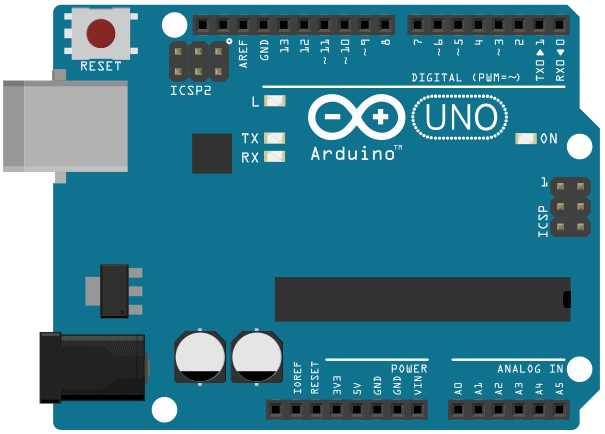 RESET
ICSP2
AREF
GND
13
12
~11
~10
~9
8
7
~6
~5
4
~3
2
TX0▶1
RX0◀0
DIGITAL (PWM=~)
L
TX
RX
Arduino™
UNO
ON
1
ICSP
POWER
ANALOG IN
IOREF
RESET
3V3
5V
GND
GND
VIN
A0
A1
A2
A3
A4
A5